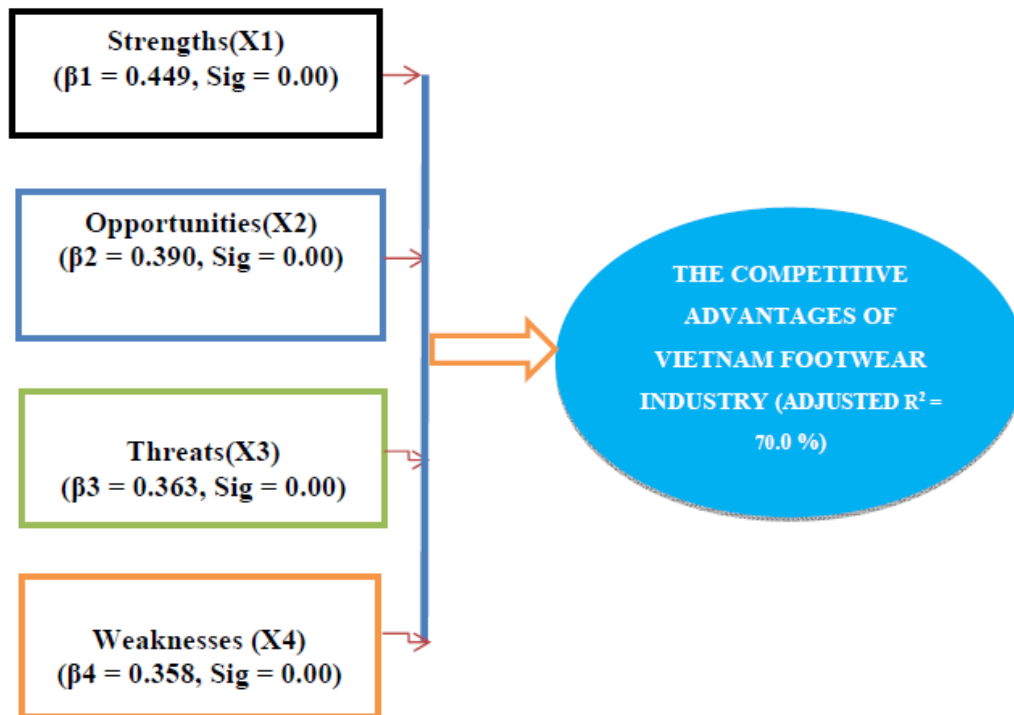 Strengths(X1)
(β1 = 0.449, Sig = 0.00)
Opportunities(X2)
(β2 = 0.390, Sig = 0.00)
Threats(X3)
(β3 = 0.363, Sig = 0.00)
Weaknesses (X4)
(β4 = 0.358, Sig = 0.00)
THE COMPETITIVE
ADVANTAGES OF
VIETNAM FOOTWEAR
INDUSTRY (ADJUSTED R² =
70.0 %)